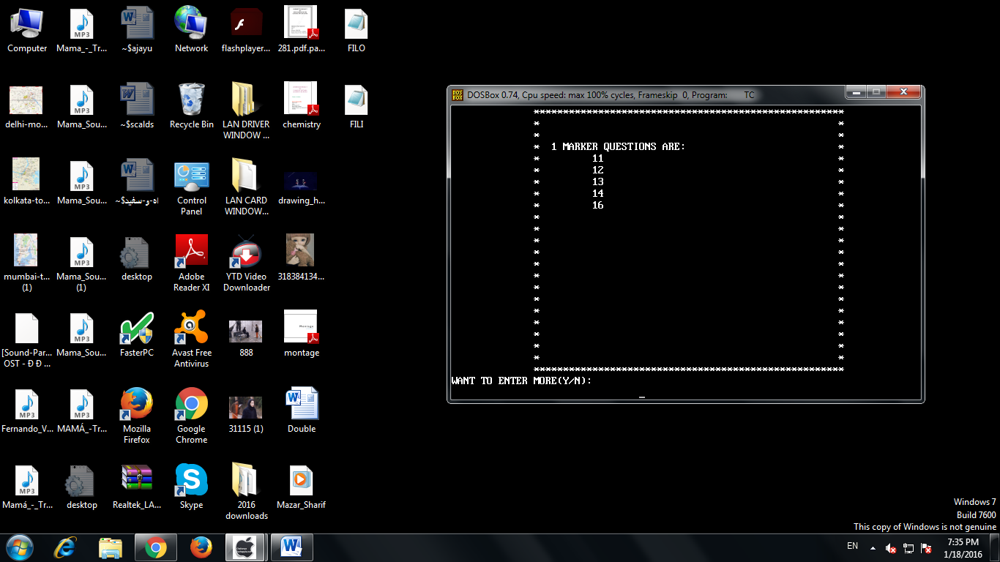 Computer
Mama_-_Tr...
~$ajayu
Network
flashplayer...
281.pdf.pa...
FILO
delhi-mo...
Mama_Sou...
~$scalds
Recycle Bin
LAN DRIVER
WINDOW ...
chemistry
FILI
kolkata-to...
Mama_Sou...
~$اه-و-سفید
Control
Panel
LAN CARD
WINDOW...
drawing_h...
mumbai-t...
(1)
Mama_Sou...
(1)
desktop
Adobe
Reader XI
YTD Video
Downloader
318384134...
[Sound-Par...
OST - Ð Ð ...
Mama_Sou...
FasterPC
Avast Free
Antivirus
888
montage
Fernando_V...
MAMÁ_-Tr...
Mozilla
Firefox
Google
Chrome
31115 (1)
Double
Mamá_-_Tr...
desktop
Realtek_LA...
Skype
2016
downloads
Mazar_Sharif
DOSBox 0.74, Cpu speed: max 100% cycles, Frameskip 0, Program: TC
1 MARKER QUESTIONS ARE:
11
12
13
14
16
WANT TO ENTER MORE(Y/N):
Windows 7
Build 7600
This copy of Windows is not genuine
EN
7:35 PM
1/18/2016